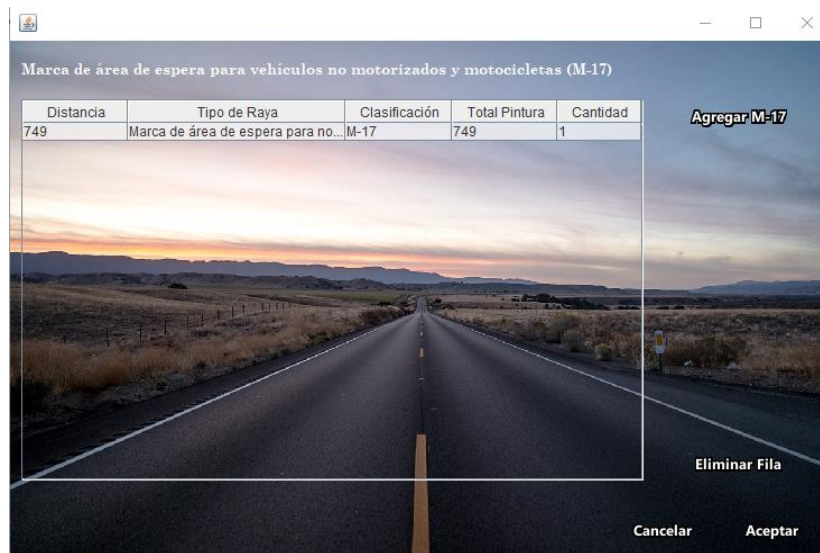 Marca de área de espera para vehículos no motorizados y motocicletas (M-17)
Distancia Tipo de Raya Clasificación Total Pintura Cantidad
749 Marca de área de espera para no... M-17 749 1
Agregar M-17
Eliminar Fila
Cancelar Aceptar